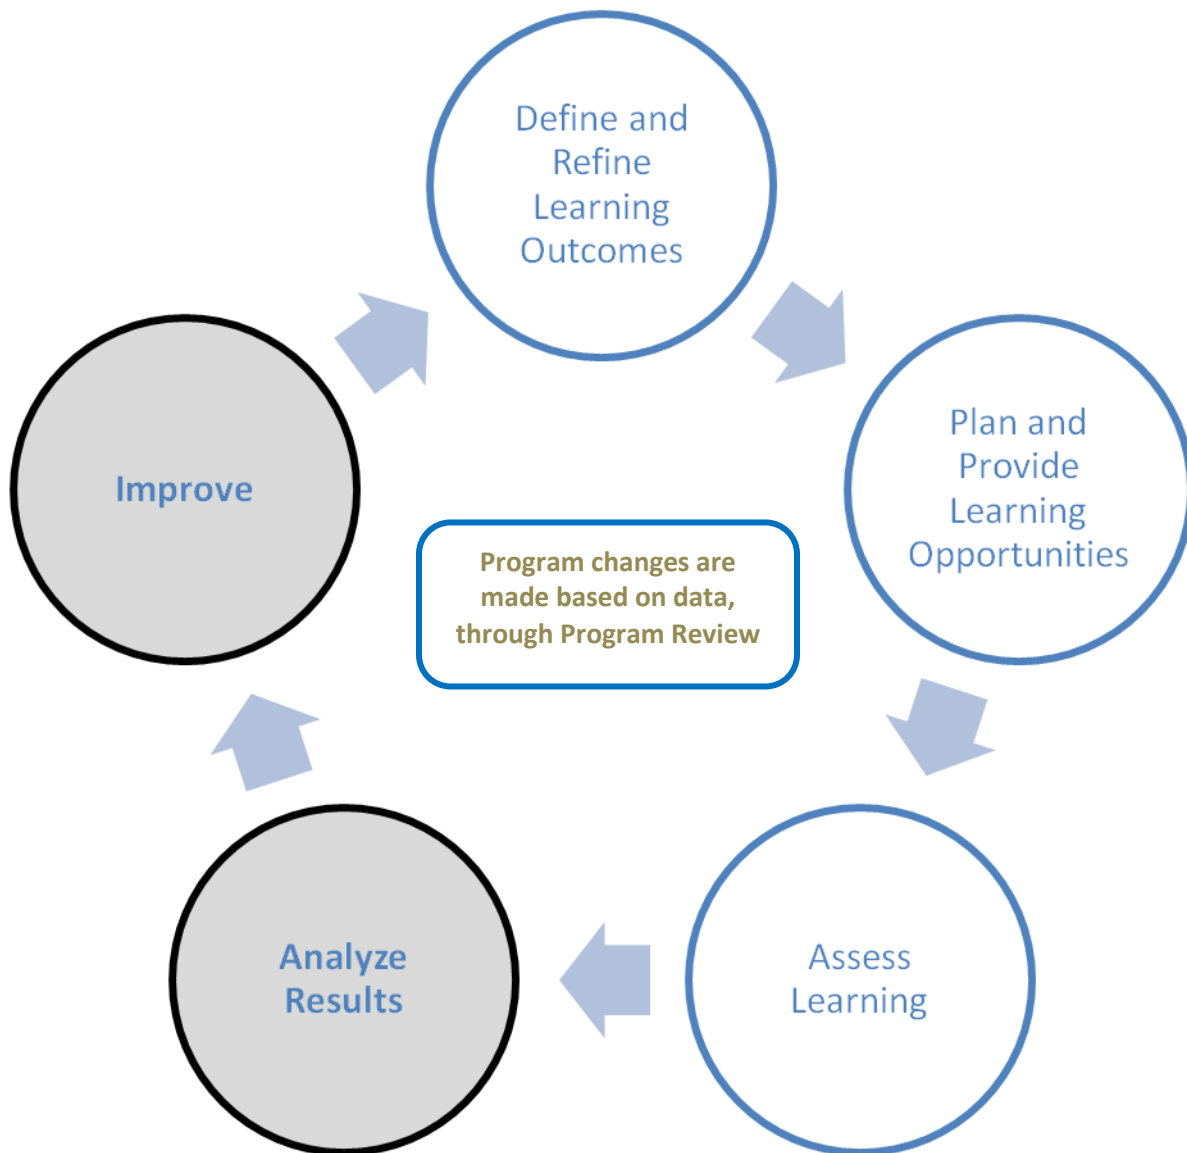 Define and
Refine
Learning
Outcomes
Plan and
Provide
Learning
Opportunities
Assess
Learning
Analyze
Results
Improve
Program changes are
made based on data,
through Program Review